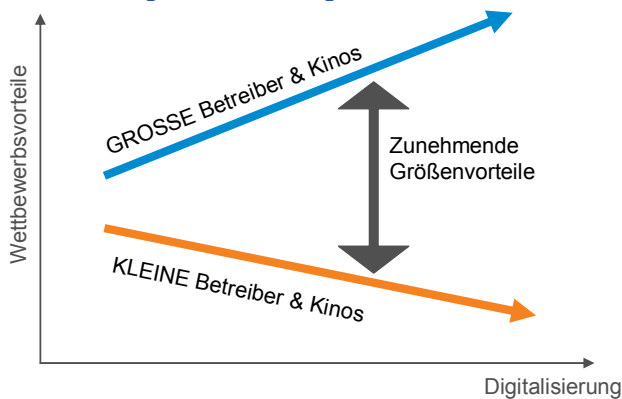 GROSSE Betreiber & Kinos
Zunehmende
Größenvorteile
Wettbewerbsvorteile
KLEINE Betreiber & Kinos
Digitalisierung